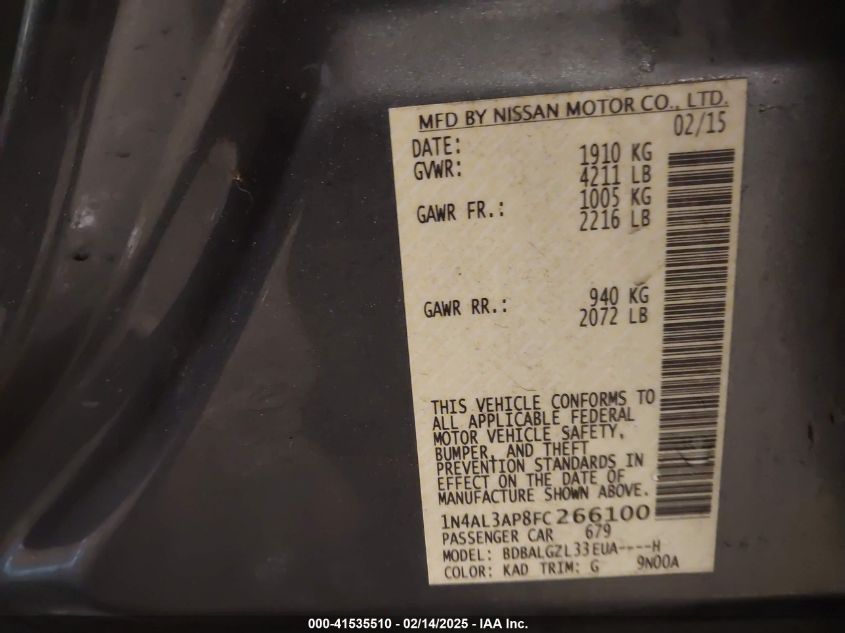 MFD BY NISSAN MOTOR CO., LTD.
DATE: 02/15
GVWR: 1910 KG
4211 LB
GAWR FR.: 1005 KG
2216 LB
GAWR RR.: 940 KG
2072 LB
THIS VEHICLE CONFORMS TO
ALL APPLICABLE FEDERAL
MOTOR VEHICLE SAFETY,
BUMPER, AND THEFT
PREVENTION STANDARDS IN
EFFECT ON THE DATE OF
MANUFACTURE SHOWN ABOVE.
1N4AL3AP8FC266100
PASSENGER CAR 679
MODEL: BDBALGZL33EUA----H
COLOR: KAD TRIM: G 9N00A
000-41535510 - 02/14/2025 - IAA Inc.